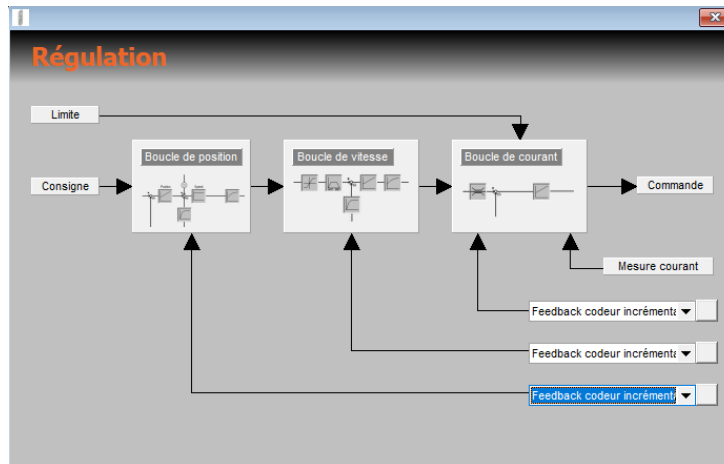 Régulation
Limite
Boucle de position
Boucle de vitesse
Boucle de courant
Consigne
Commande
Mesure courant
Feedback codeur incrémenta
Feedback codeur incrémenta
Feedback codeur incrément